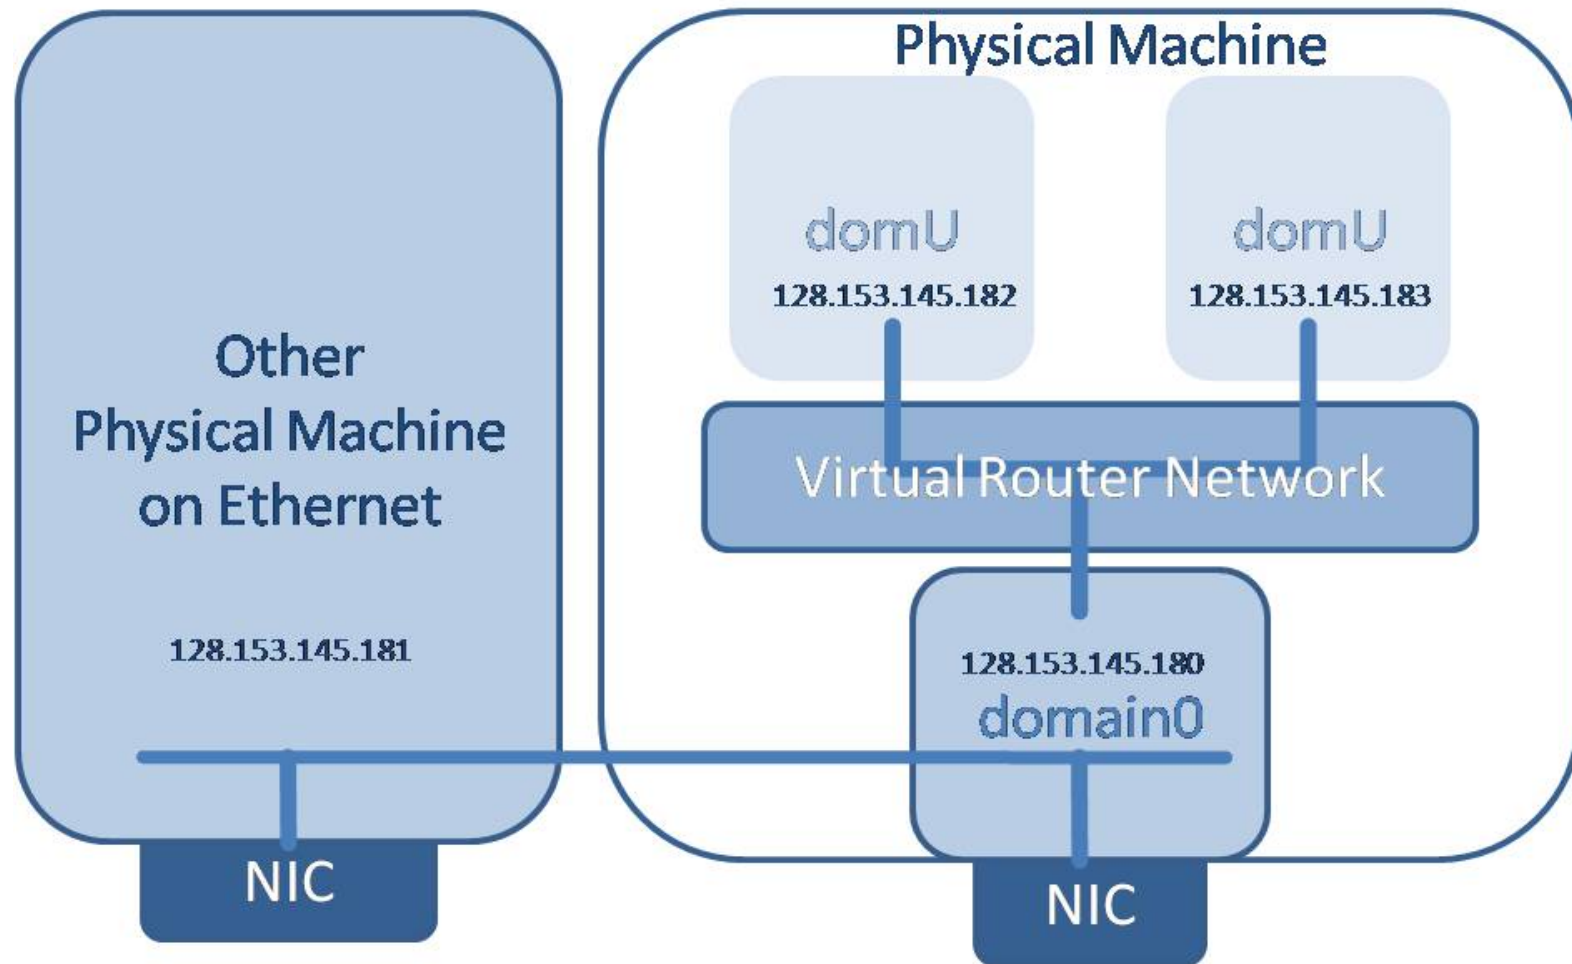 Other
Physical Machine
on Ethernet
128.153.145.181
NIC
Physical Machine
domU
128.153.145.182
domU
128.153.145.183
Virtual Router Network
128.153.145.180
domain0
NIC